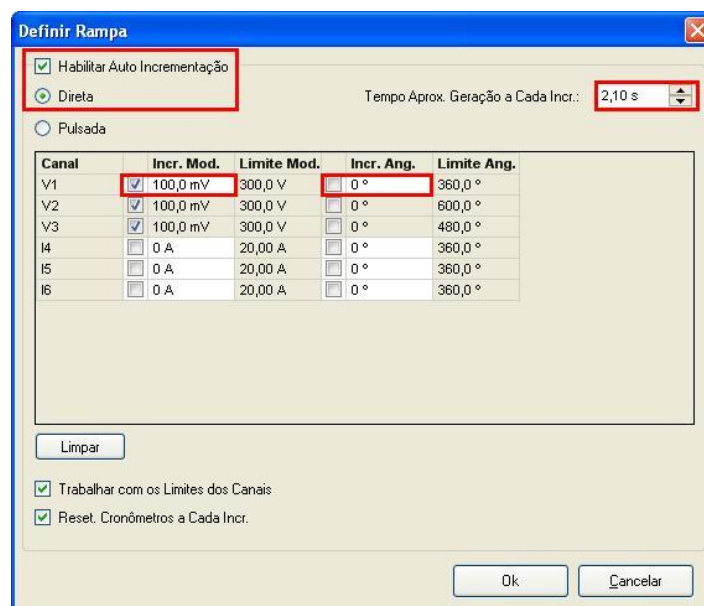 Definir Rampa
Habilitar Auto Incrementação
Direta
Tempo Aprox. Geração a Cada Incr.: 2,10 s
Pulsada
Canal Incr. Mod. Limite Mod. Incr. Ang. Limite Ang.
V1 100,0 mV 300,0 V 0 ° 360,0 °
V2 100,0 mV 300,0 V 0 ° 600,0 °
V3 100,0 mV 300,0 V 0 ° 480,0 °
I4 0 A 20,00 A 0 ° 360,0 °
I5 0 A 20,00 A 0 ° 360,0 °
I6 0 A 20,00 A 0 ° 360,0 °
Limpar
Trabalhar com os Limites dos Canais
Reset. Cronômetros a Cada Incr.
Ok Cancelar